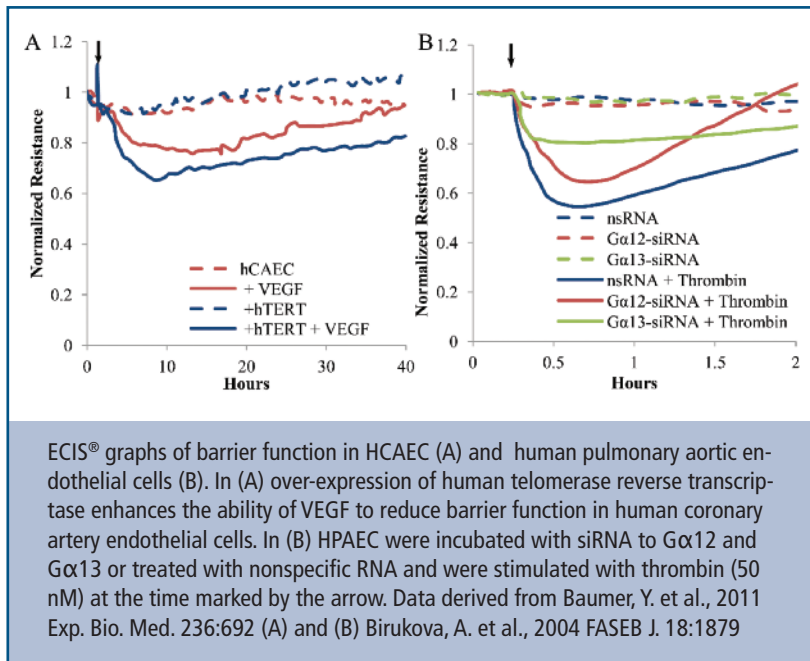 A
B
1.2
1
0.8
0.6
0.4
0.2
0
Normalized Resistance
hCAEC
+ VEGF
+hTERT
+hTERT + VEGF
0 10 20 30 40
Hours
1.2
1
0.8
0.6
0.4
0.2
0
Normalized Resistance
nsRNA
Gα12-siRNA
Gα13-siRNA
nsRNA + Thrombin
Gα12-siRNA + Thrombin
Gα13-siRNA + Thrombin
0 0.5 1 1.5 2
Hours
ECIS® graphs of barrier function in HCAEC (A) and human pulmonary aortic en-
dothelial cells (B). In (A) over-expression of human telomerase reverse transcrip-
tase enhances the ability of VEGF to reduce barrier function in human coronary
artery endothelial cells. In (B) HPAEC were incubated with siRNA to Gα12 and
Gα13 or treated with nonspecific RNA and were stimulated with thrombin (50
nM) at the time marked by the arrow. Data derived from Baumer, Y. et al., 2011
Exp. Bio. Med. 236:692 (A) and (B) Birukova, A. et al., 2004 FASEB J. 18:1879